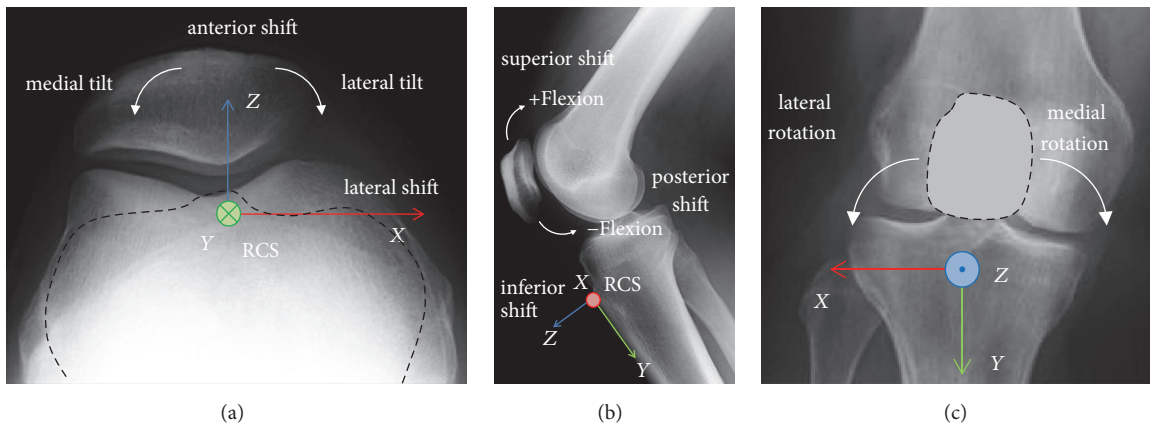 anterior shift
medial tilt
lateral tilt
Z
lateral shift
Y
RCS
X
(a)
superior shift
+Flexion
posterior
shift
−Flexion
inferior
shift
X
RCS
Z
Y
(b)
lateral
rotation
medial
rotation
X
Z
Y
(c)